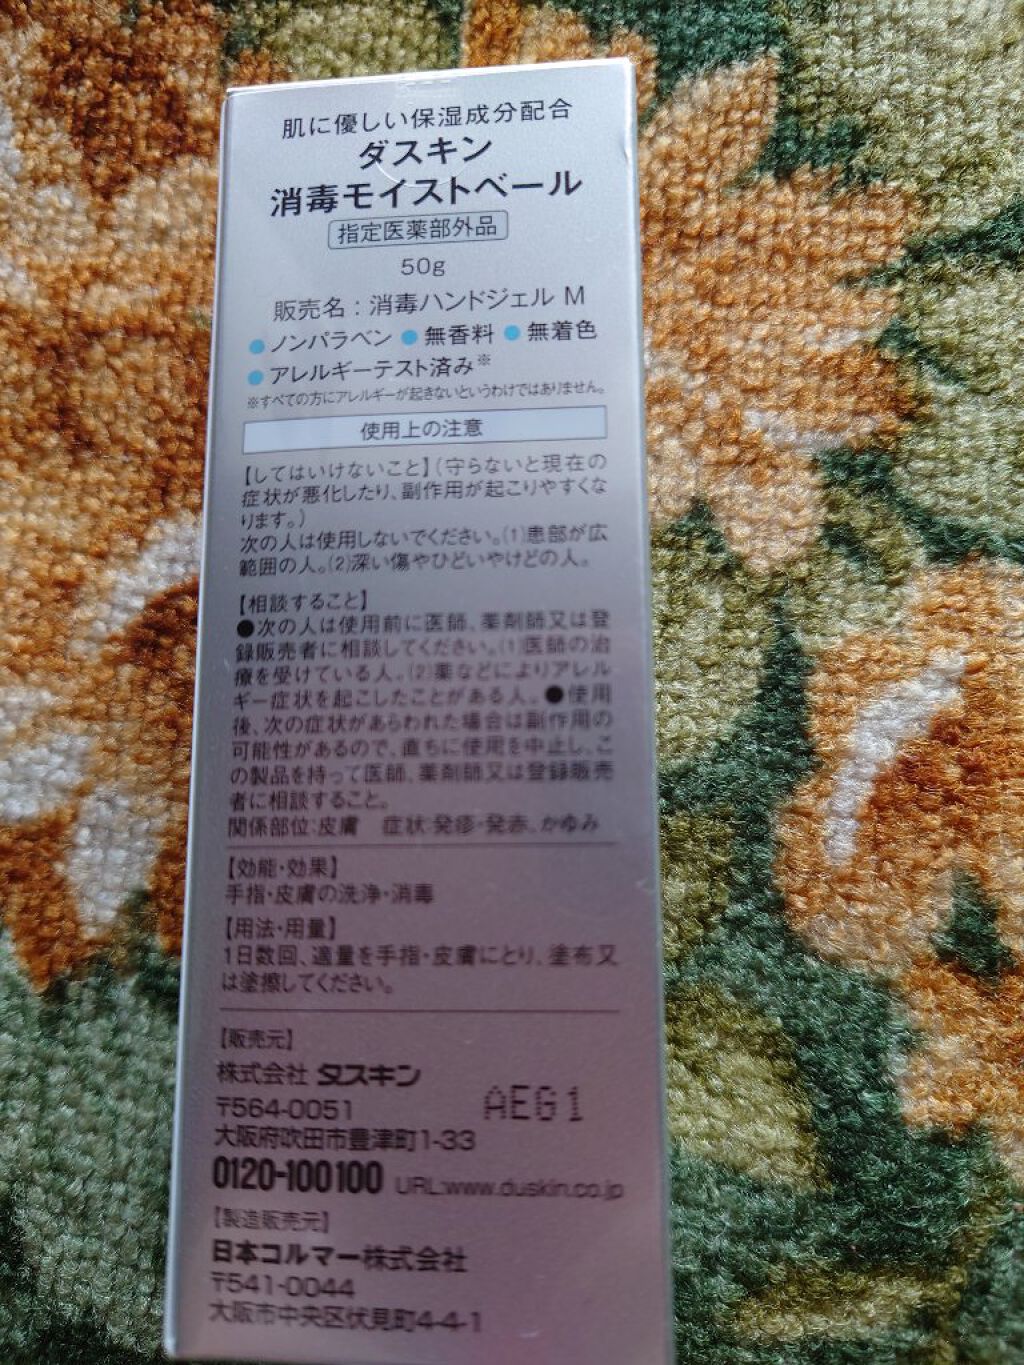 肌に優しい保湿成分配合
ダスキン
消毒モイストベール
指定医薬部外品
50g
販売名：消毒ハンドジェル M
●ノンパラベン ●無香料 ●無着色
●アレルギーテスト済み※
※すべての方にアレルギーが起きないというわけではありません。
使用上の注意
【してはいけないこと】（守らないと現在の
症状が悪化したり、副作用が起こりやすくな
ります。）
次の人は使用しないでください。(1)患部が広
範囲の人。(2)深い傷やひどいやけどの人。
【相談すること】
●次の人は使用前に医師、薬剤師又は登
録販売者に相談してください。(1)医師の治
療を受けている人。(2)薬などによりアレル
ギー症状を起こしたことがある人。●使用
後、次の症状があらわれた場合は副作用の
可能性があるので、直ちに使用を中止し、こ
の製品を持って医師、薬剤師又は登録販売
者に相談すること。
関係部位:皮膚　症状:発疹・発赤、かゆみ
【効能・効果】
手指・皮膚の洗浄・消毒
【用法・用量】
1日数回、適量を手指・皮膚にとり、塗布又
は塗擦してください。
【販売元】
株式会社 ダスキン
〒564-0051
AEG1
大阪府吹田市豊津町1-33
0120-100100 URL:www.duskin.co.jp
【製造販売元】
日本コルマー株式会社
〒541-0044
大阪市中央区伏見町4-4-1